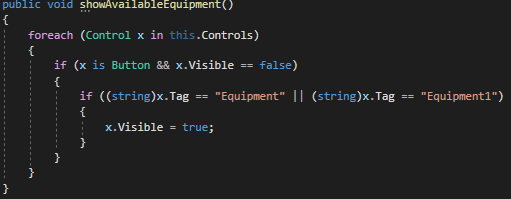 public void showAvailableEquipment()
{
foreach (Control x in this.Controls)
{
if (x is Button && x.Visible == false)
{
if ((string)x.Tag == "Equipment" || (string)x.Tag == "Equipment1")
{
x.Visible = true;
}
}
}
}